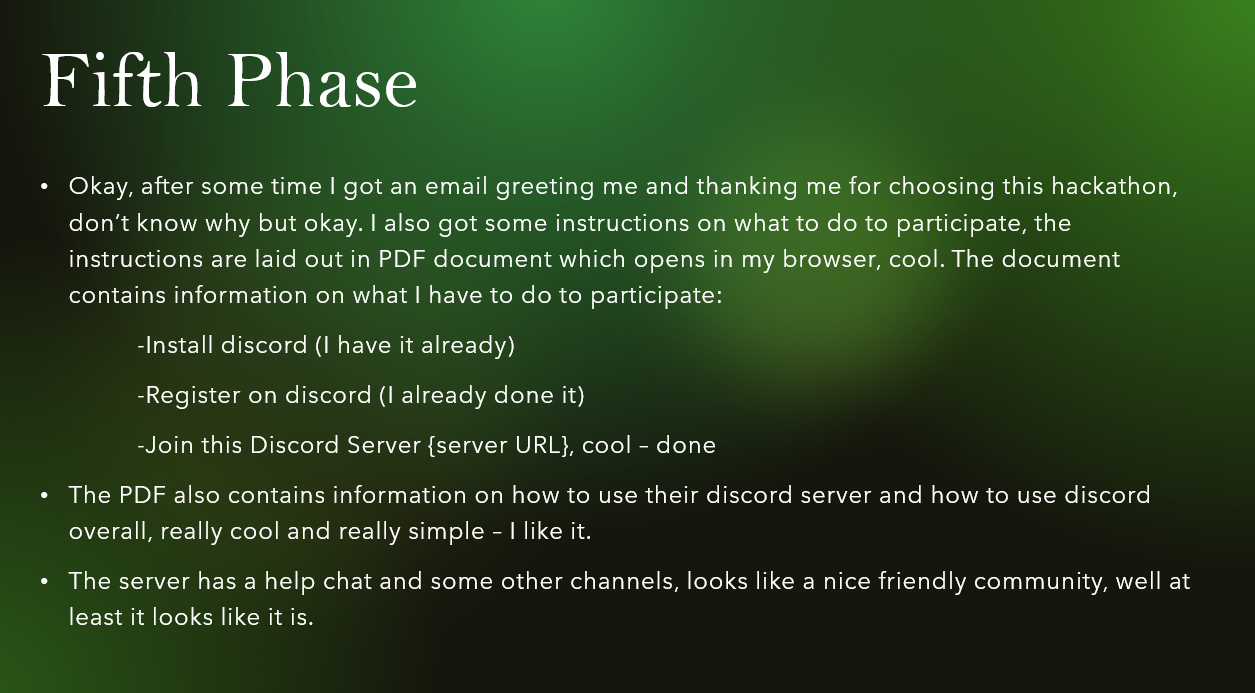 Fifth Phase
• Okay, after some time I got an email greeting me and thanking me for choosing this hackathon,
don’t know why but okay. I also got some instructions on what to do to participate, the
instructions are laid out in PDF document which opens in my browser, cool. The document
contains information on what I have to do to participate:
-Install discord (I have it already)
-Register on discord (I already done it)
-Join this Discord Server {server URL}, cool – done
• The PDF also contains information on how to use their discord server and how to use discord
overall, really cool and really simple – I like it.
• The server has a help chat and some other channels, looks like a nice friendly community, well at
least it looks like it is.